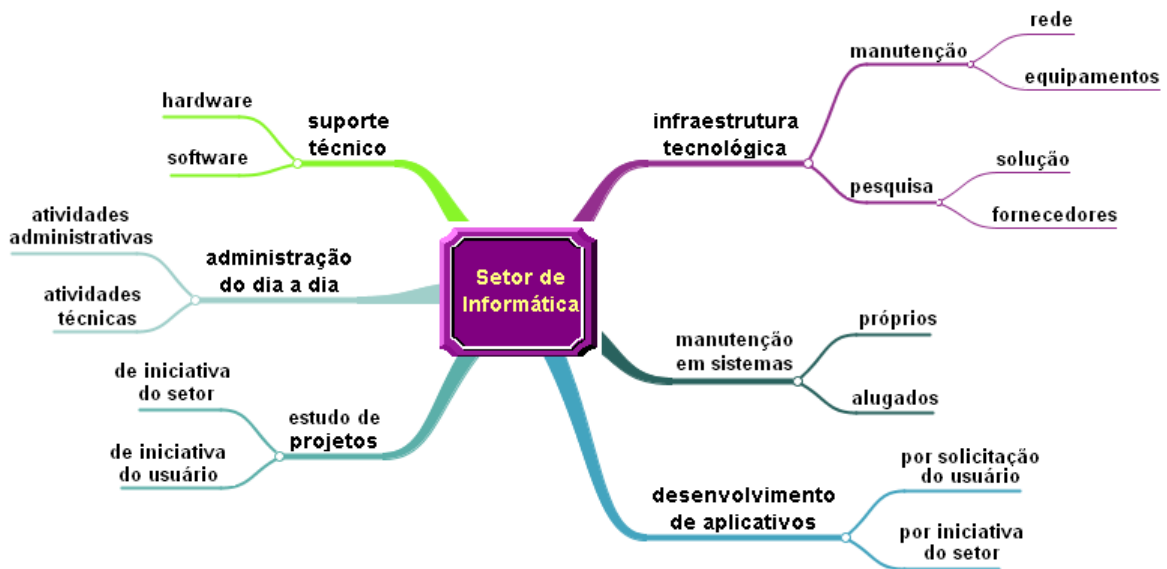 Setor de
Informática
infraestrutura
tecnológica
manutenção
rede
equipamentos
pesquisa
solução
fornecedores
manutenção
em sistemas
próprios
alugados
desenvolvimento
de aplicativos
por solicitação
do usuário
por iniciativa
do setor
estudo de
projetos
de iniciativa
do setor
de iniciativa
do usuário
administração
do dia a dia
atividades
administrativas
atividades
técnicas
suporte
técnico
hardware
software